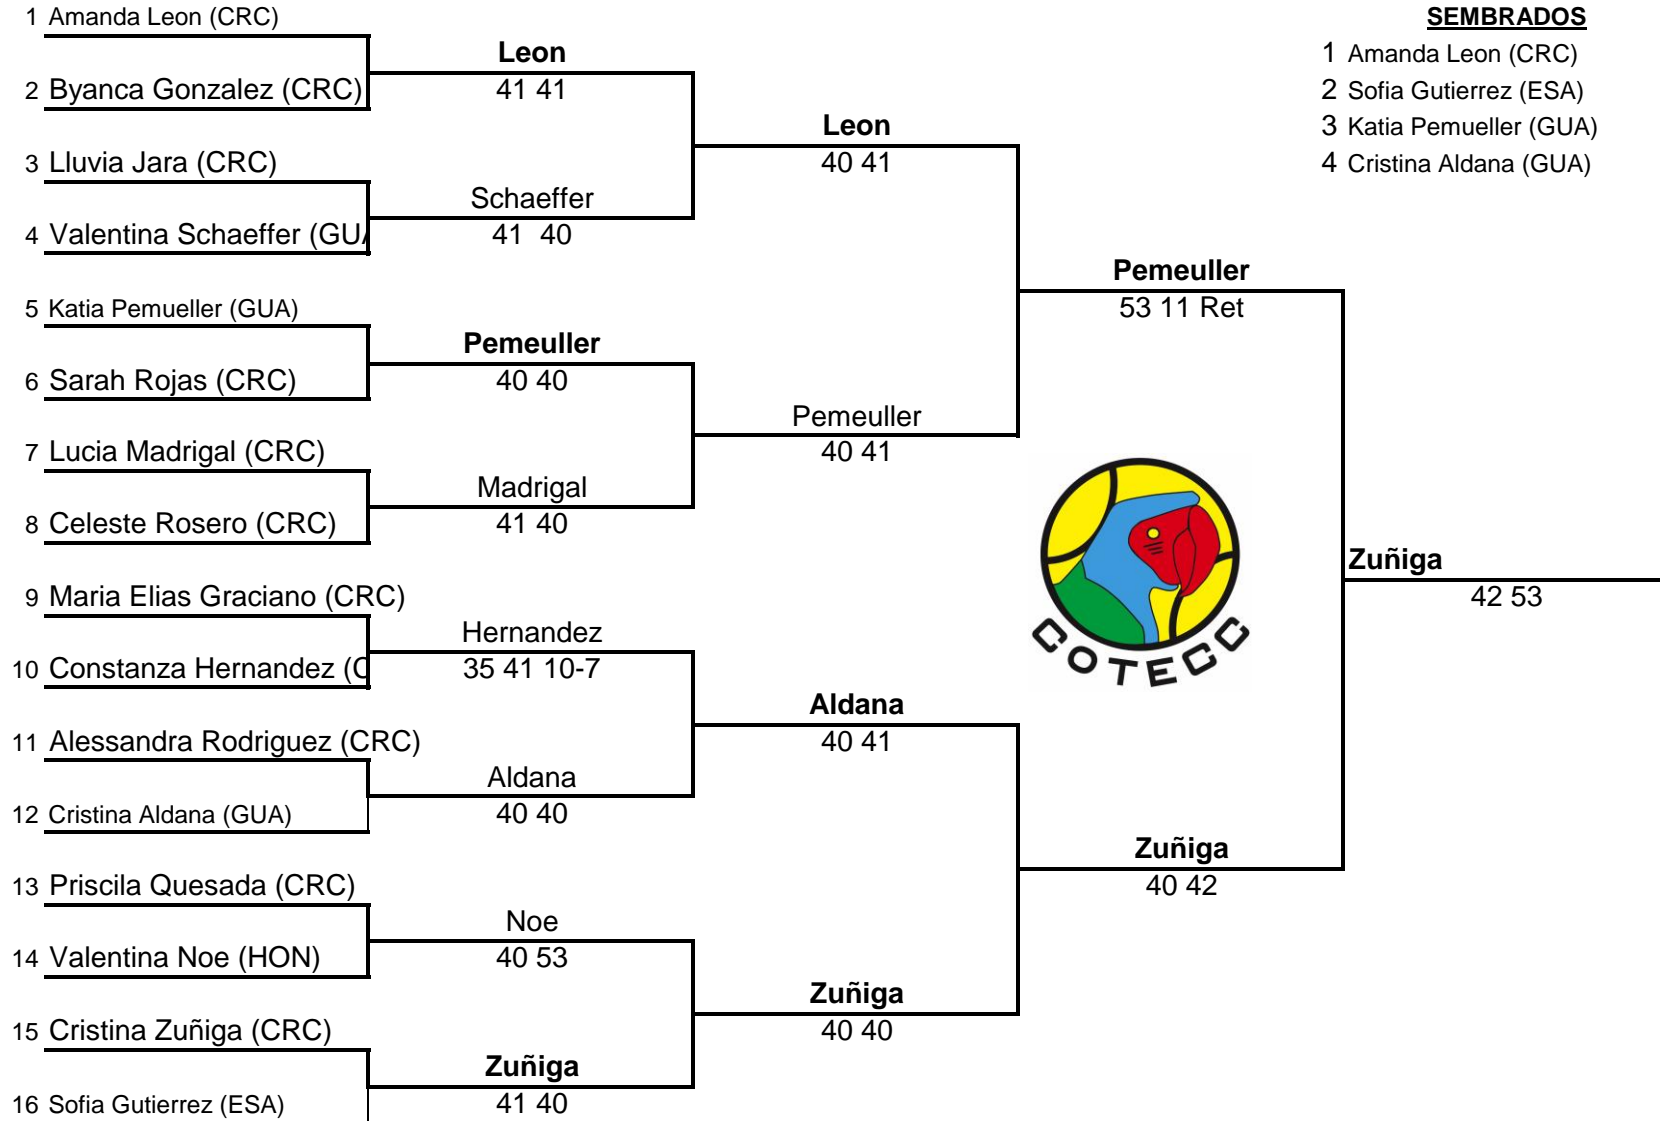 1 Amanda Leon (CRC)
SEMBRADOS
Leon
1 Amanda Leon (CRC)
2 Byanca Gonzalez (CRC)
41 41
2 Sofia Gutierrez (ESA)
Leon
3 Katia Pemueller (GUA)
3 Lluvia Jara (CRC)
40 41
4 Cristina Aldana (GUA)
Schaeffer
4 Valentina Schaeffer (GUA
41 40
Pemeuller
5 Katia Pemueller (GUA)
53 11 Ret
Pemeuller
6 Sarah Rojas (CRC)
40 40
Pemeuller
7 Lucia Madrigal (CRC)
40 41
Madrigal
8 Celeste Rosero (CRC)
41 40
Zuñiga
9 Maria Elias Graciano (CRC)
42 53
Hernandez
10 Constanza Hernandez (C
35 41 10-7
COTECC
Aldana
11 Alessandra Rodriguez (CRC)
40 41
Aldana
12 Cristina Aldana (GUA)
40 40
Zuñiga
13 Priscila Quesada (CRC)
40 42
Noe
14 Valentina Noe (HON)
40 53
Zuñiga
15 Cristina Zuñiga (CRC)
40 40
Zuñiga
16 Sofia Gutierrez (ESA)
41 40